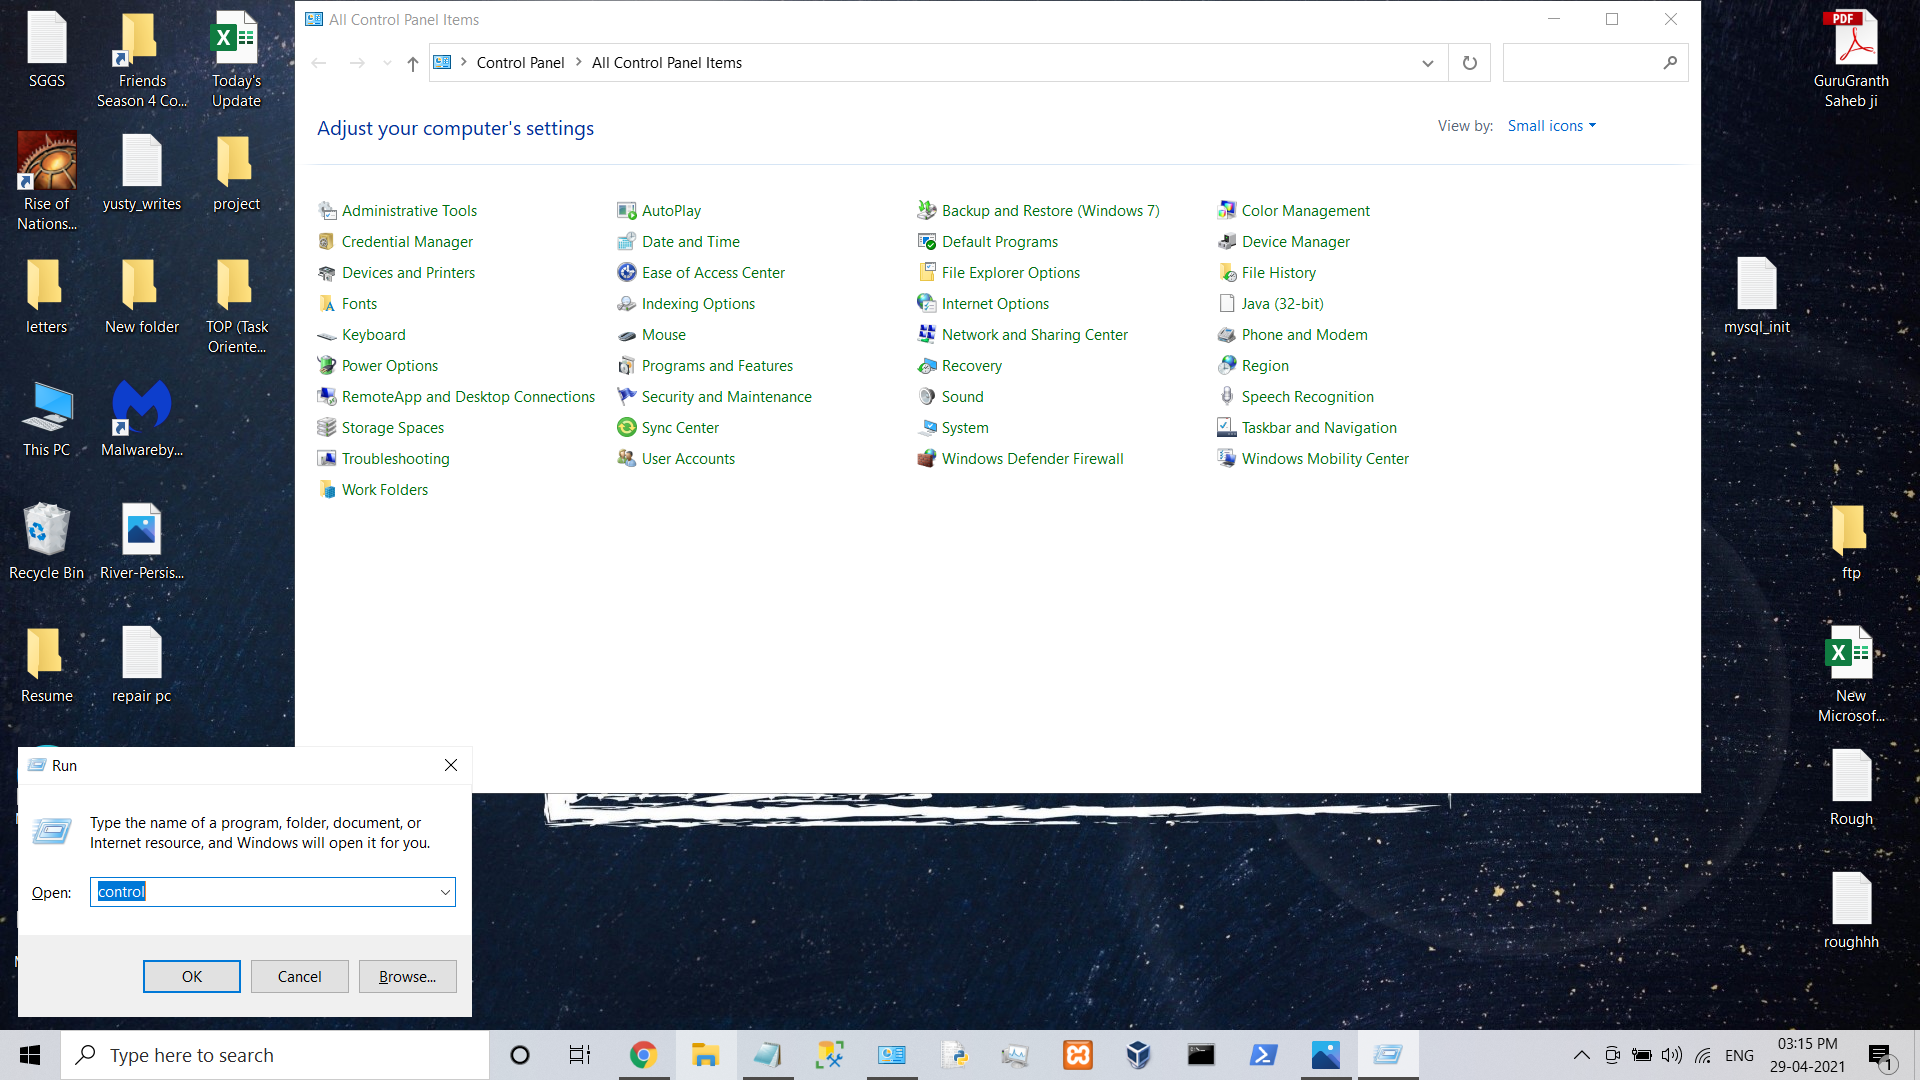 SGGS
Friends
Season 4 Co...
Today's
Update
Rise of
Nations...
yusty_writes
project
letters
New folder
TOP (Task
Oriente...
This PC
Malwareby...
Recycle Bin
River-Persis...
Resume
repair pc
All Control Panel Items
Control Panel
All Control Panel Items
Adjust your computer's settings
View by:
Small icons
Administrative Tools
AutoPlay
Backup and Restore (Windows 7)
Color Management
Credential Manager
Date and Time
Default Programs
Device Manager
Devices and Printers
Ease of Access Center
File Explorer Options
File History
Fonts
Indexing Options
Internet Options
Java (32-bit)
Keyboard
Mouse
Network and Sharing Center
Phone and Modem
Power Options
Programs and Features
Recovery
Region
RemoteApp and Desktop Connections
Security and Maintenance
Sound
Speech Recognition
Storage Spaces
Sync Center
System
Taskbar and Navigation
Troubleshooting
User Accounts
Windows Defender Firewall
Windows Mobility Center
Work Folders
PDF
GuruGranth
Saheb ji
mysql_init
ftp
New
Microsof...
Rough
roughhh
Run
Type the name of a program, folder, document, or
Internet resource, and Windows will open it for you.
Open:
control
OK
Cancel
Browse...
Type here to search
ENG
03:15 PM
29-04-2021
1